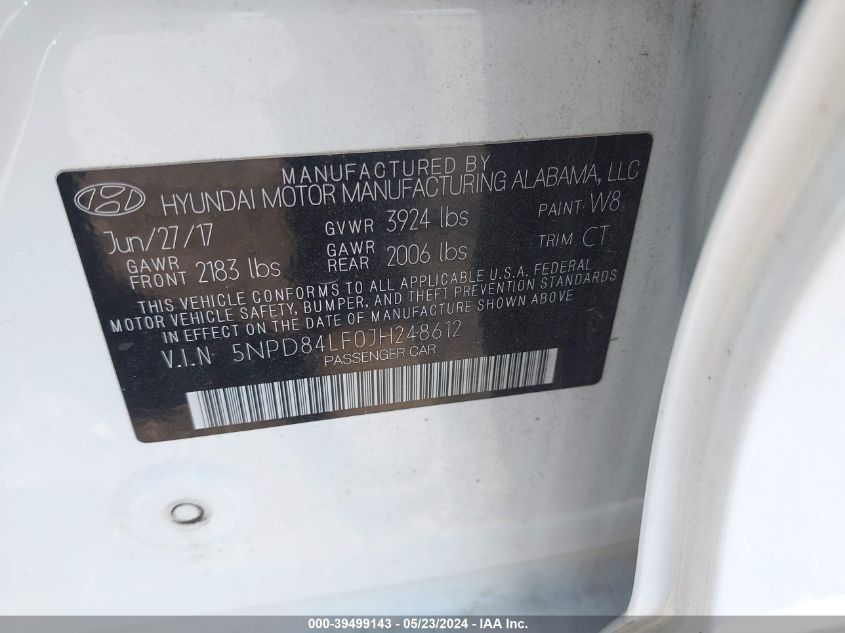 MANUFACTURED BY
HYUNDAI MOTOR MANUFACTURING ALABAMA, LLC
Jun/27/17 GVWR 3924 lbs PAINT W8
GAWR FRONT 2183 lbs GAWR REAR 2006 lbs TRIM CT
THIS VEHICLE CONFORMS TO ALL APPLICABLE U.S.A. FEDERAL
MOTOR VEHICLE SAFETY, BUMPER, AND THEFT PREVENTION STANDARDS
IN EFFECT ON THE DATE OF MANUFACTURE SHOWN ABOVE
V.I.N 5NPD84LF0JH248612
PASSENGER CAR
000-39499143 - 05/23/2024 - IAA Inc.